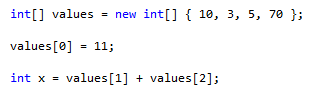 int[] values = new int[] { 10, 3, 5, 70 };
values[0] = 11;
int x = values[1] + values[2];